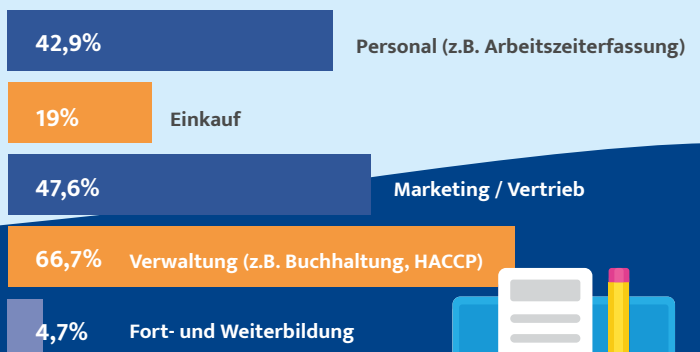 42,9% Personal (z.B. Arbeitszeiterfassung)
19% Einkauf
47,6% Marketing / Vertrieb
66,7% Verwaltung (z.B. Buchhaltung, HACCP)
4,7% Fort- und Weiterbildung